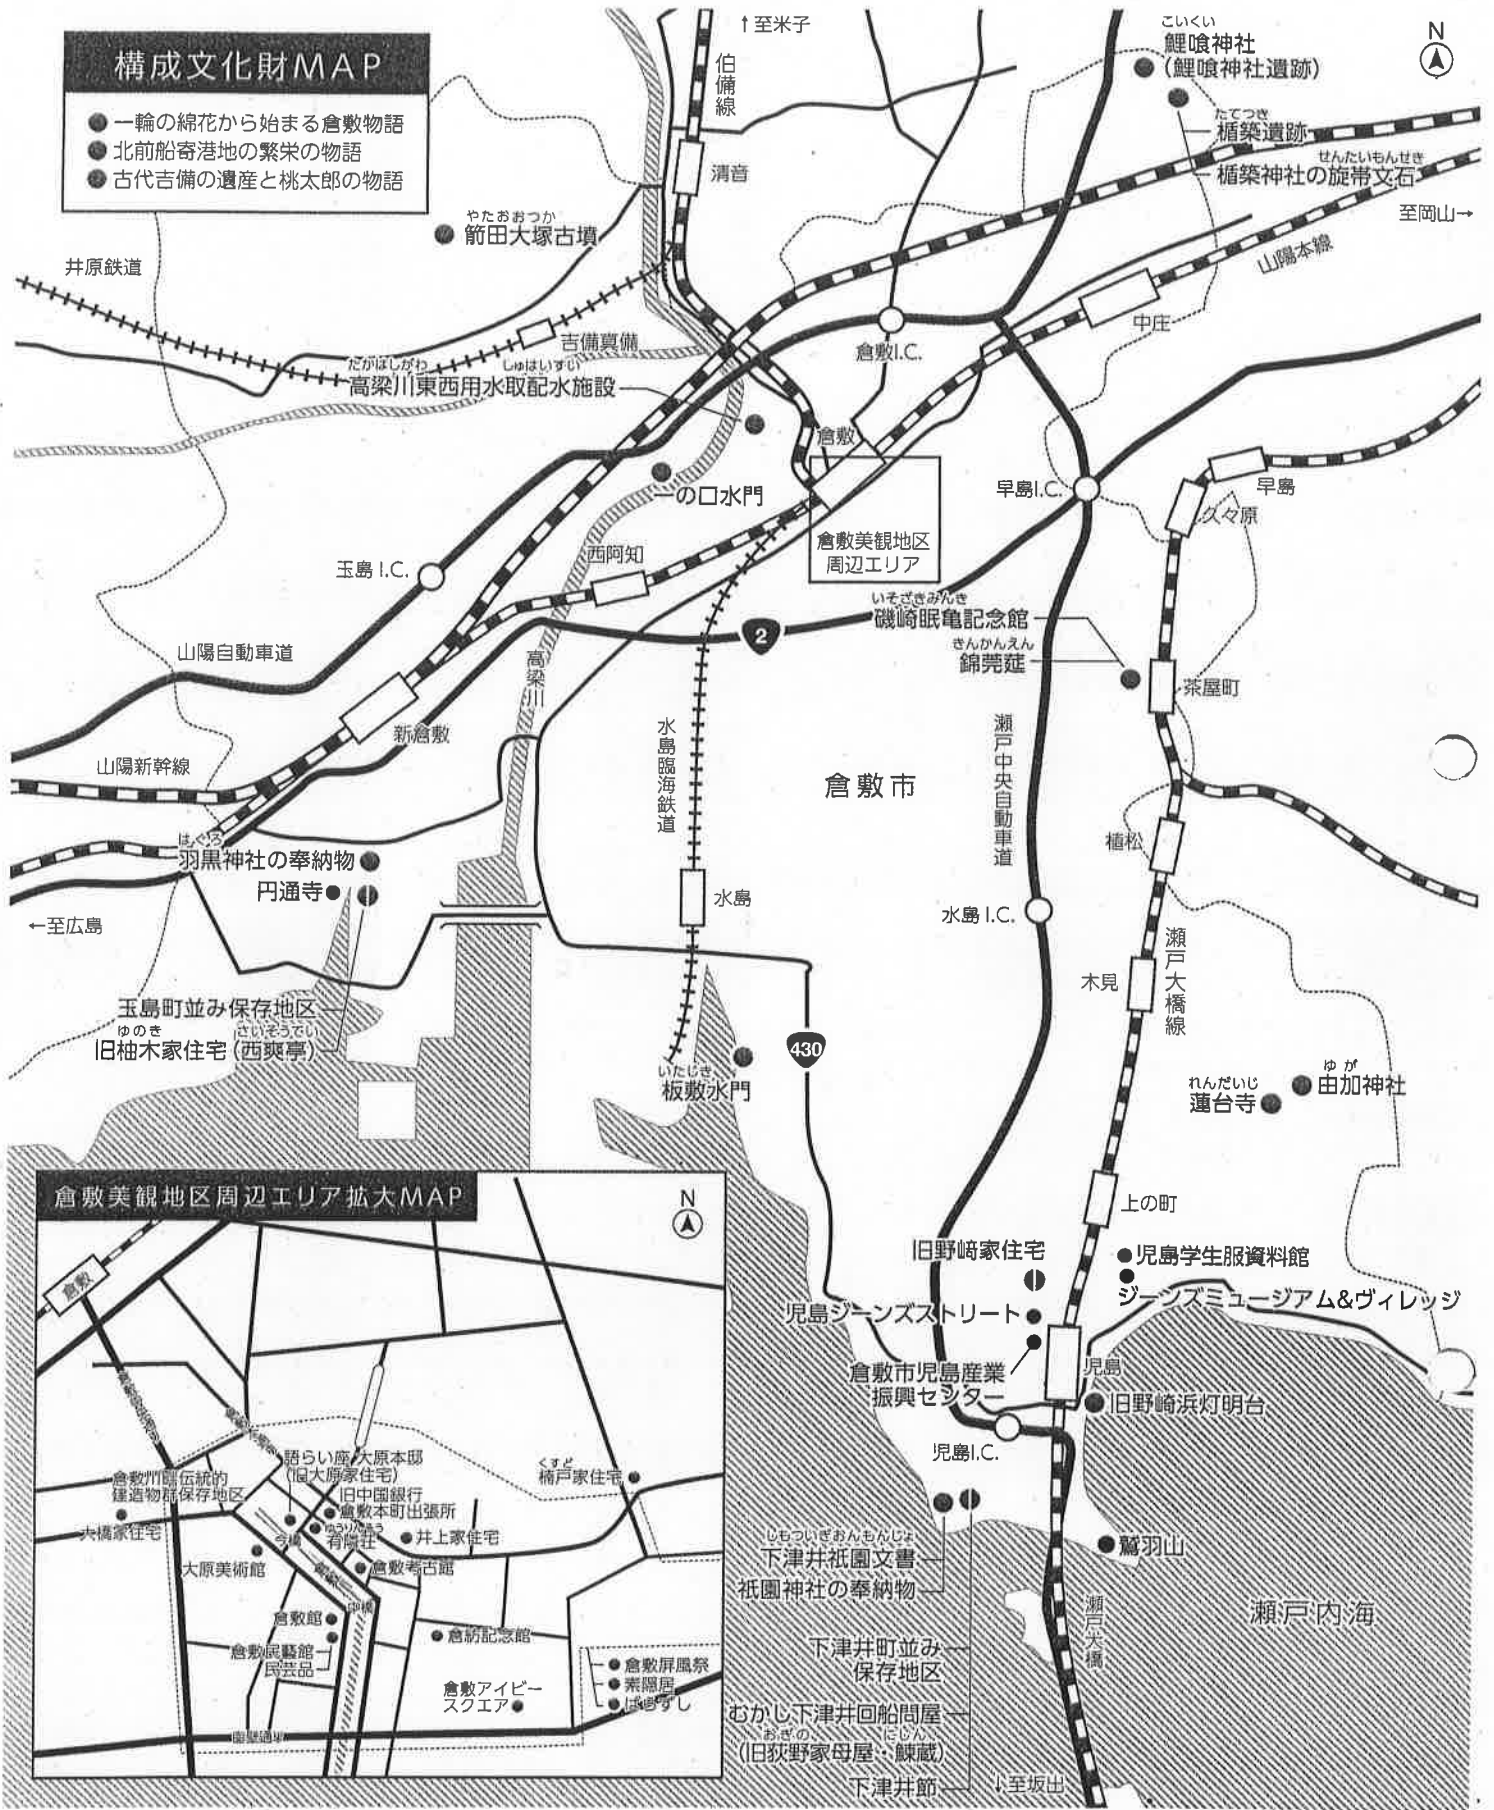 構成文化財MAP
一輪の綿花から始まる倉敷物語
北前船寄港地の繁栄の物語
古代吉備の遺産と桃太郎の物語
↑至米子
伯備線
こいくい
鯉喰神社
(鯉喰神社遺跡)
N
たてつき
楯築遺跡
せんたいもんせき
楯築神社の旋帯文石
至岡山→
清音
やたおおつか
箭田大塚古墳
井原鉄道
山陽本線
中庄
吉備真備
倉敷I.C.
たかはしがわ
しゅはいすい
高梁川東西用水取配水施設
倉敷
一の口水門
早島I.C.
早島
久々原
倉敷美観地区
周辺エリア
西阿知
玉島I.C.
いそざきみんき
磯崎眠亀記念館
2
きんかんえん
錦莞莚
山陽自動車道
高梁川
茶屋町
新倉敷
水島臨海鉄道
瀬戸中央自動車道
山陽新幹線
倉敷市
はぐろ
羽黒神社の奉納物
植松
円通寺
水島
水島I.C.
←至広島
瀬戸大橋線
木見
玉島町並み保存地区
ゆのき
さいそうてい
旧柚木家住宅(西爽亭)
430
いたじき
板敷水門
ゆが
由加神社
れんだいじ
蓮台寺
倉敷美観地区周辺エリア拡大MAP
N
上の町
倉敷
旧野﨑家住宅
児島学生服資料館
ジーンズミュージアム&ヴィレッジ
児島ジーンズストリート
倉敷市児島産業
振興センター
児島
旧野﨑浜灯明台
児島I.C.
語らい座 大原本邸
(旧大原家住宅)
くすど
楠戸家住宅
倉敷川畔伝統的
建造物群保存地区
旧中国銀行
倉敷本町出張所
大橋家住宅
今橋
ゆうりんそう
有隣荘
井上家住宅
大原美術館
倉敷考古館
しもついぎおんもんじょ
下津井祇園文書
祇園神社の奉納物
鷲羽山
中橋
瀬戸大橋
瀬戸内海
倉敷館
倉敷民藝館
民芸品
倉紡記念館
下津井町並み
保存地区
倉敷屏風祭
素隠居
ばらずし
倉敷アイビー
スクエア
むかし下津井回船問屋
おぎの
にしん
(旧荻野家母屋・鰊蔵)
下津井節
↓至坂出